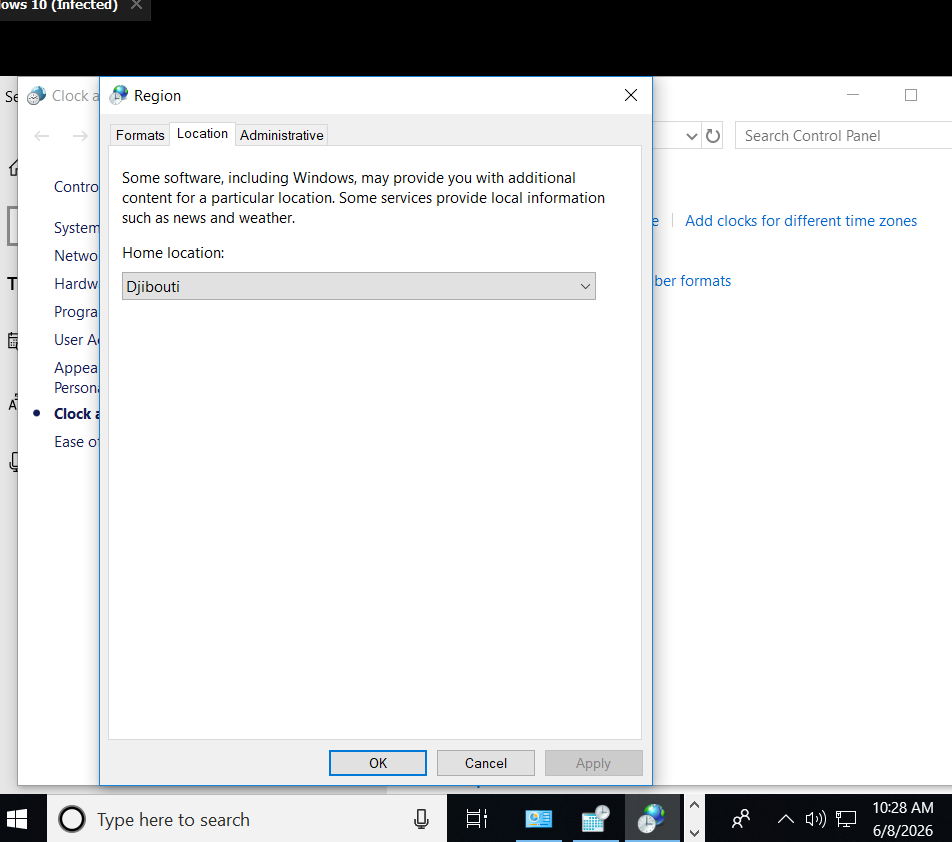 ows 10 (Infected)
Se
Clock a
Region
Formats
Location
Administrative
Search Control Panel
Some software, including Windows, may provide you with additional
content for a particular location. Some services provide local information
such as news and weather.
Home location:
Djibouti
Contro
System
Netwo
Hardw
Progra
User Ac
Appea
Persona
Clock a
Ease of
e
Add clocks for different time zones
ber formats
OK
Cancel
Apply
Type here to search
10:28 AM
6/8/2026